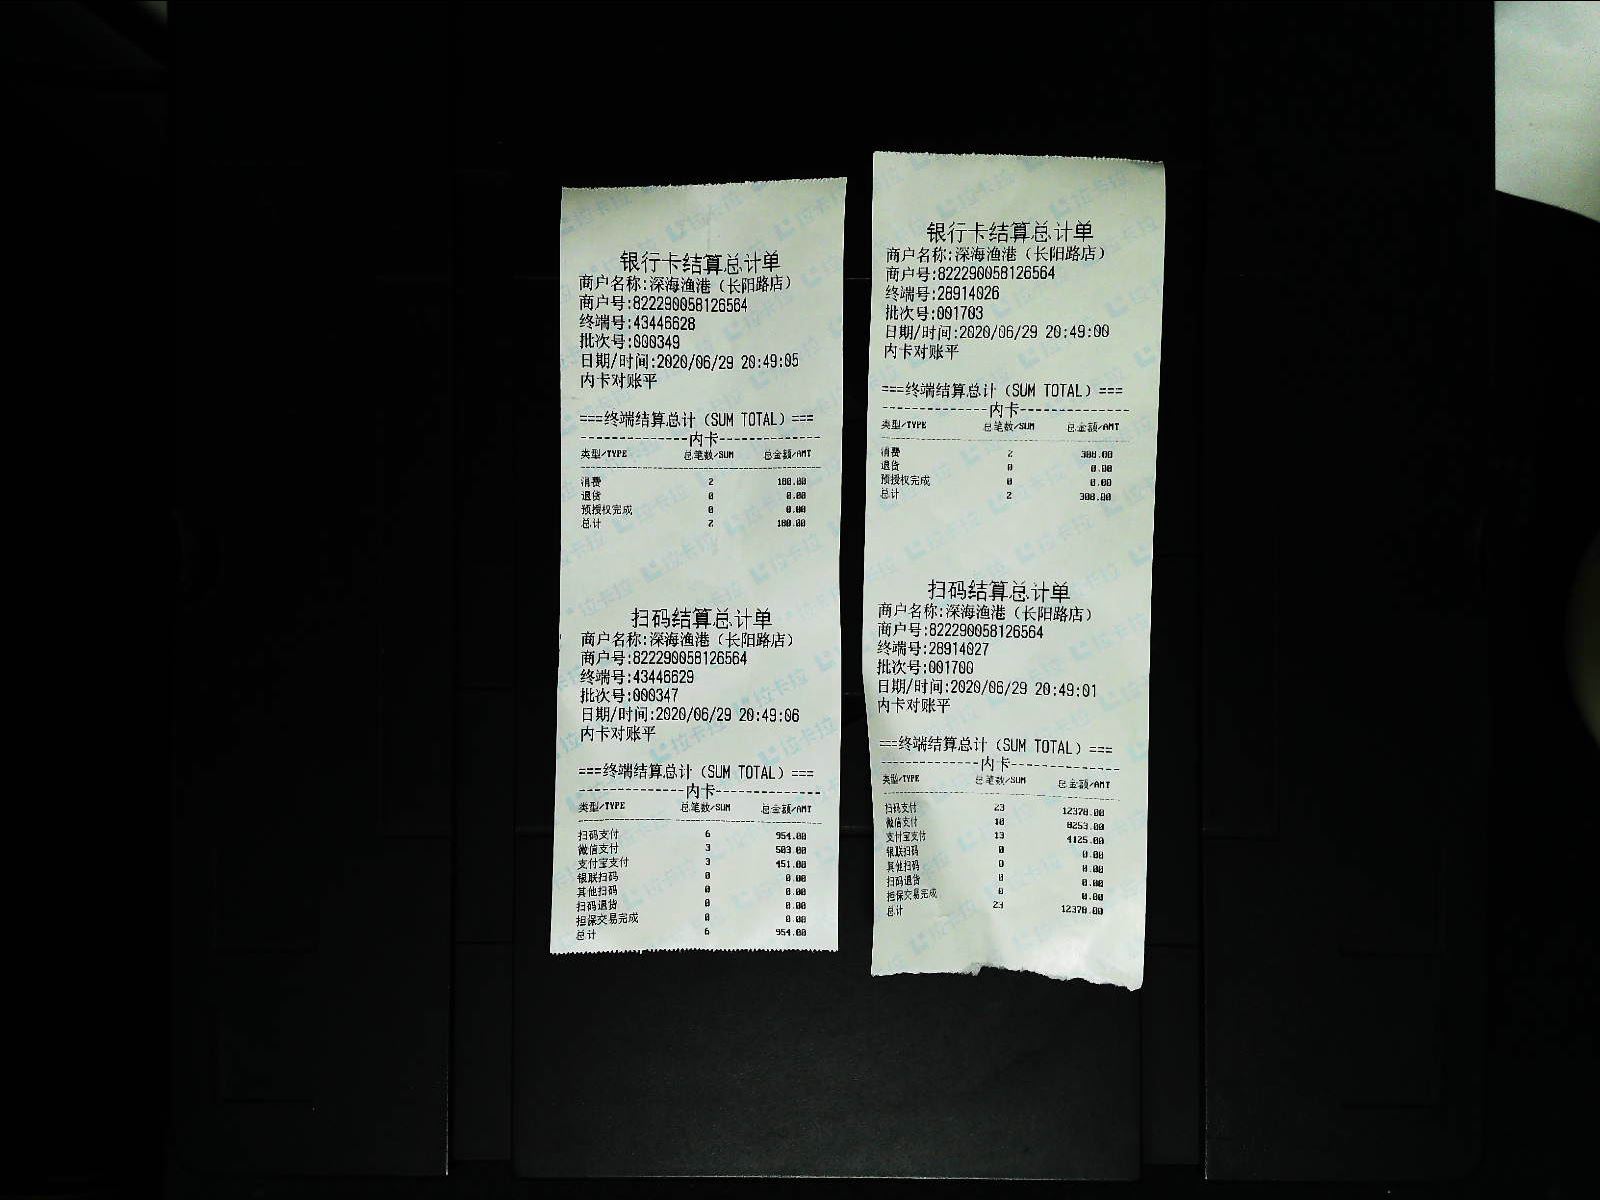 银行卡结算总计单
商户名称:深海渔港（长阳路店）
商户号:822290058126564
终端号:43446628
批次号:000349
日期/时间:2020/06/29 20:49:05
内卡对账平
===终端结算总计（SUM TOTAL）===
---------------内卡--------------
类型/TYPE 总笔数/SUM 总金额/AMT
消费 2 180.00
退货 0 0.00
预授权完成 0 0.00
总计 2 180.00
扫码结算总计单
商户名称:深海渔港（长阳路店）
商户号:822290058126564
终端号:43446629
批次号:000347
日期/时间:2020/06/29 20:49:06
内卡对账平
===终端结算总计（SUM TOTAL）===
---------------内卡--------------
类型/TYPE 总笔数/SUM 总金额/AMT
扫码支付 6 954.00
微信支付 3 503.00
支付宝支付 3 451.00
银联扫码 0 0.00
其他扫码 0 0.00
扫码退货 0 0.00
担保交易完成 0 0.00
总计 6 954.00
银行卡结算总计单
商户名称:深海渔港（长阳路店）
商户号:822290058126564
终端号:28914026
批次号:001703
日期/时间:2020/06/29 20:49:00
内卡对账平
===终端结算总计（SUM TOTAL）===
---------------内卡--------------
类型/TYPE 总笔数/SUM 总金额/AMT
消费 2
退货 0 0.00
预授权完成 0 0.00
总计 2
扫码结算总计单
商户名称:深海渔港（长阳路店）
商户号:822290058126564
终端号:28914027
批次号:001700
日期/时间:2020/06/29 20:49:01
内卡对账平
===终端结算总计（SUM TOTAL）===
---------------内卡--------------
类型/TYPE 总笔数/SUM 总金额/AMT
扫码支付 23 12378.00
微信支付 10 8253.00
支付宝支付 13 4125.00
银联扫码 0 0.00
其他扫码 0 0.00
扫码退货 0 0.00
担保交易完成 0 0.00
总计 23 12378.00